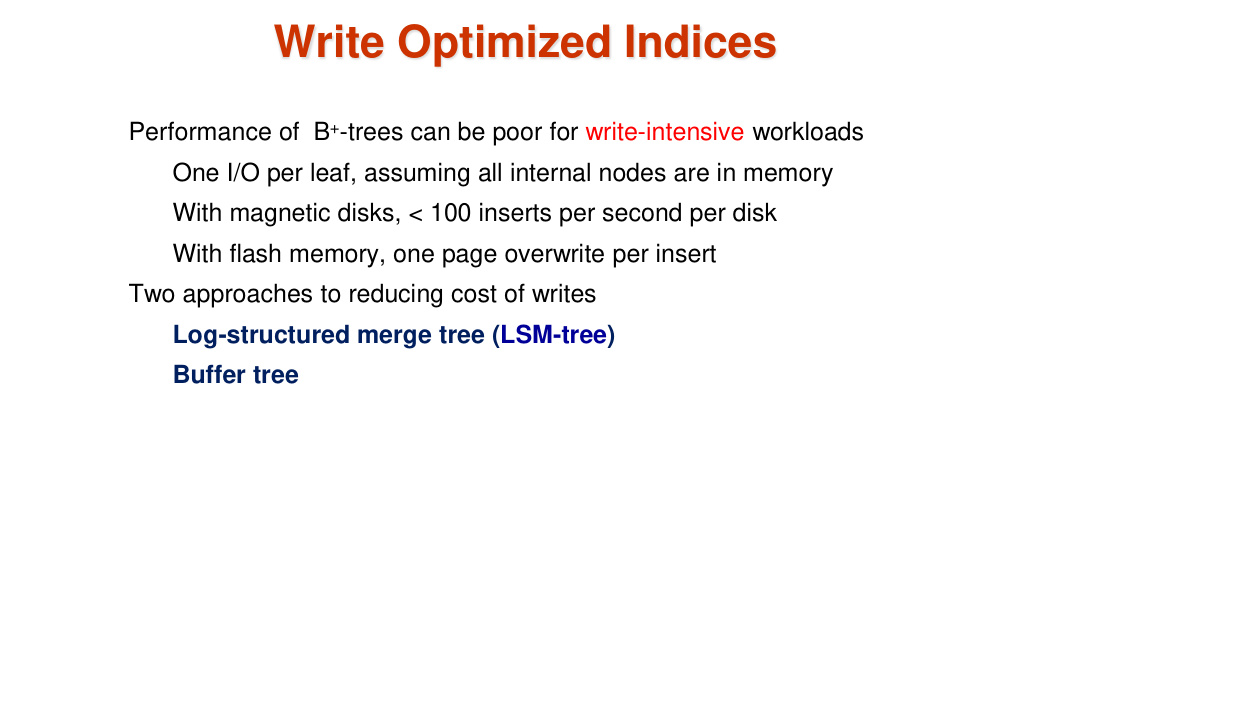 Write Optimized Indices
Performance of B⁺-trees can be poor for write-intensive workloads
One I/O per leaf, assuming all internal nodes are in memory
With magnetic disks, < 100 inserts per second per disk
With flash memory, one page overwrite per insert
Two approaches to reducing cost of writes
Log-structured merge tree (LSM-tree)
Buffer tree